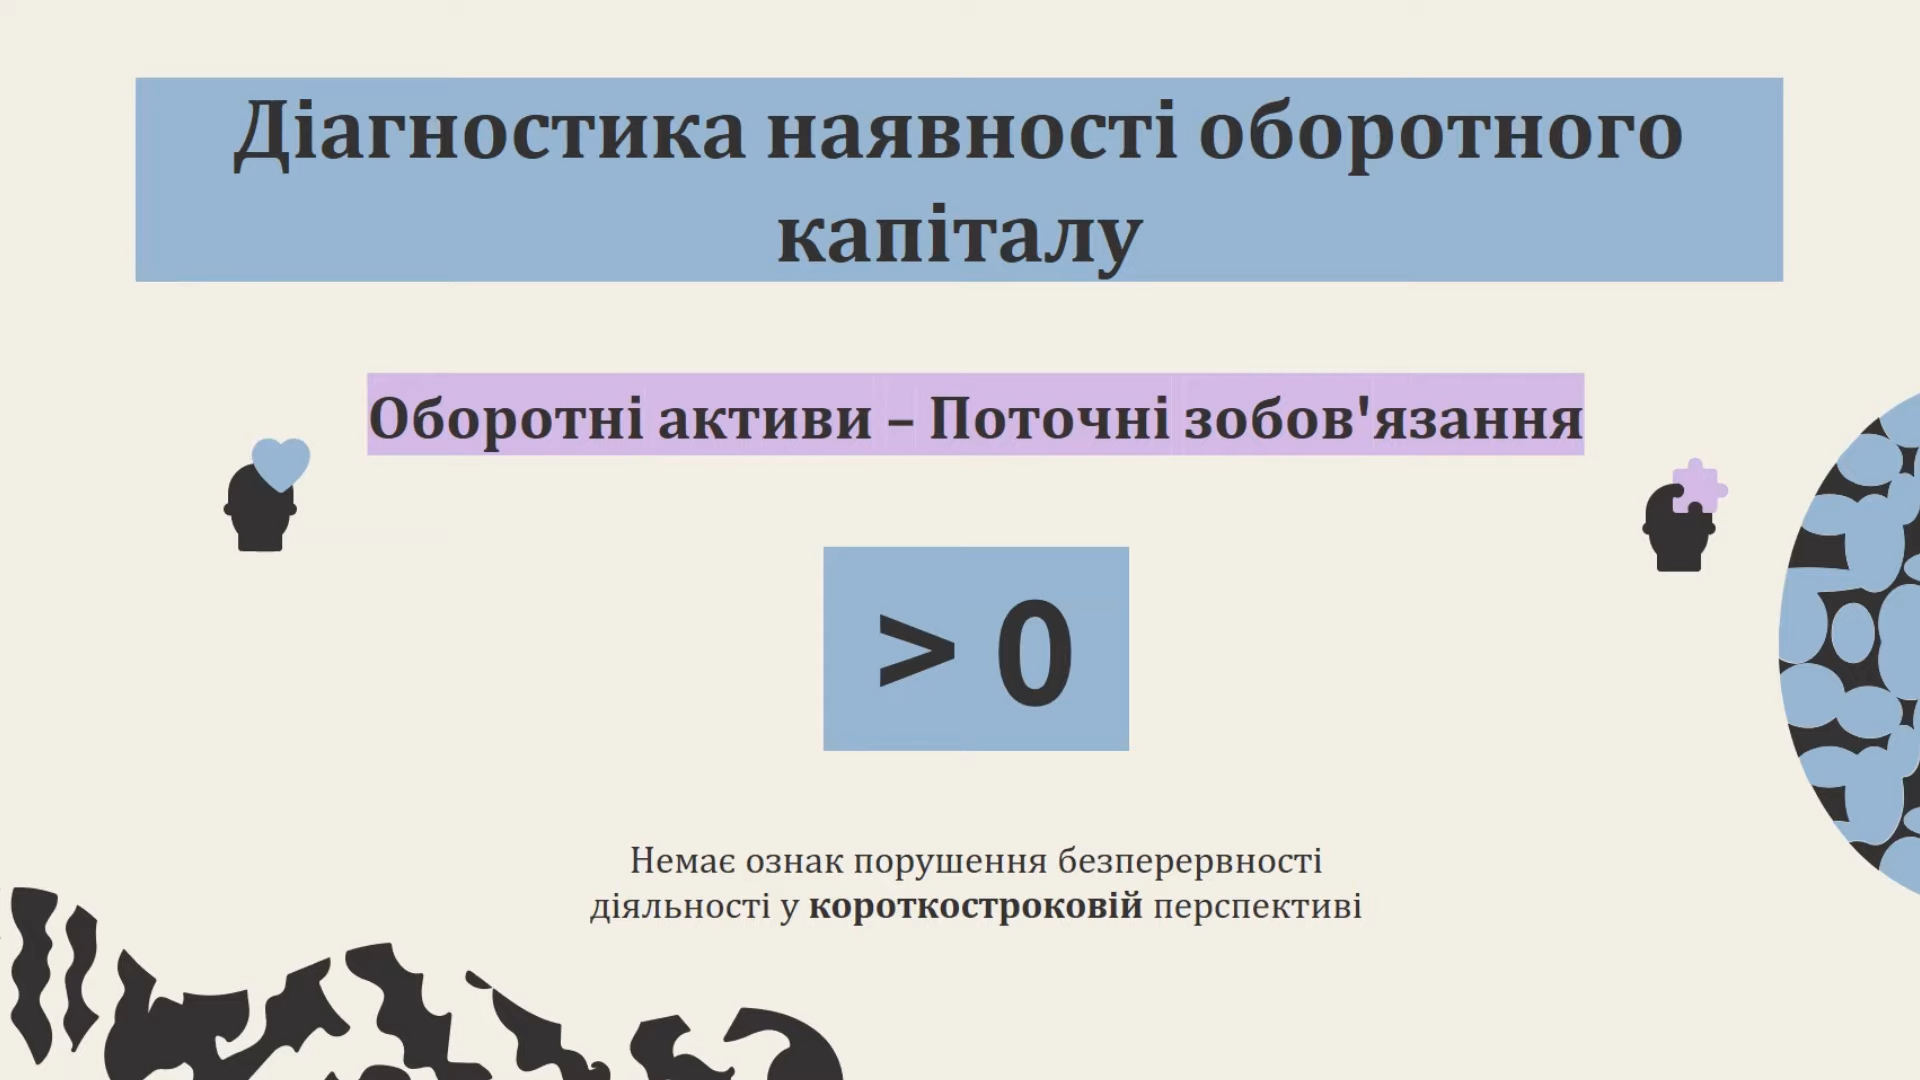 Діагностика наявності оборотного
капіталу
Оборотні активи – Поточні зобов'язання
> 0
Немає ознак порушення безперервності
діяльності у короткостроковій перспективі